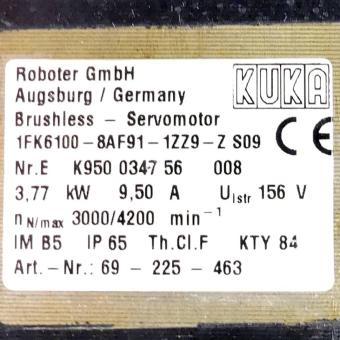 Roboter GmbH
KUKA
Augsburg / Germany
Brushless - Servomotor
1FK6100-8AF91-1ZZ9-Z S09
CE
Nr.E K950 0347 56 008
3,77 kW 9,50 A U₁str 156 V
n N/max 3000/4200 min⁻¹
IM B5 IP 65 Th.Cl.F KTY 84
Art.-Nr.: 69-225-463